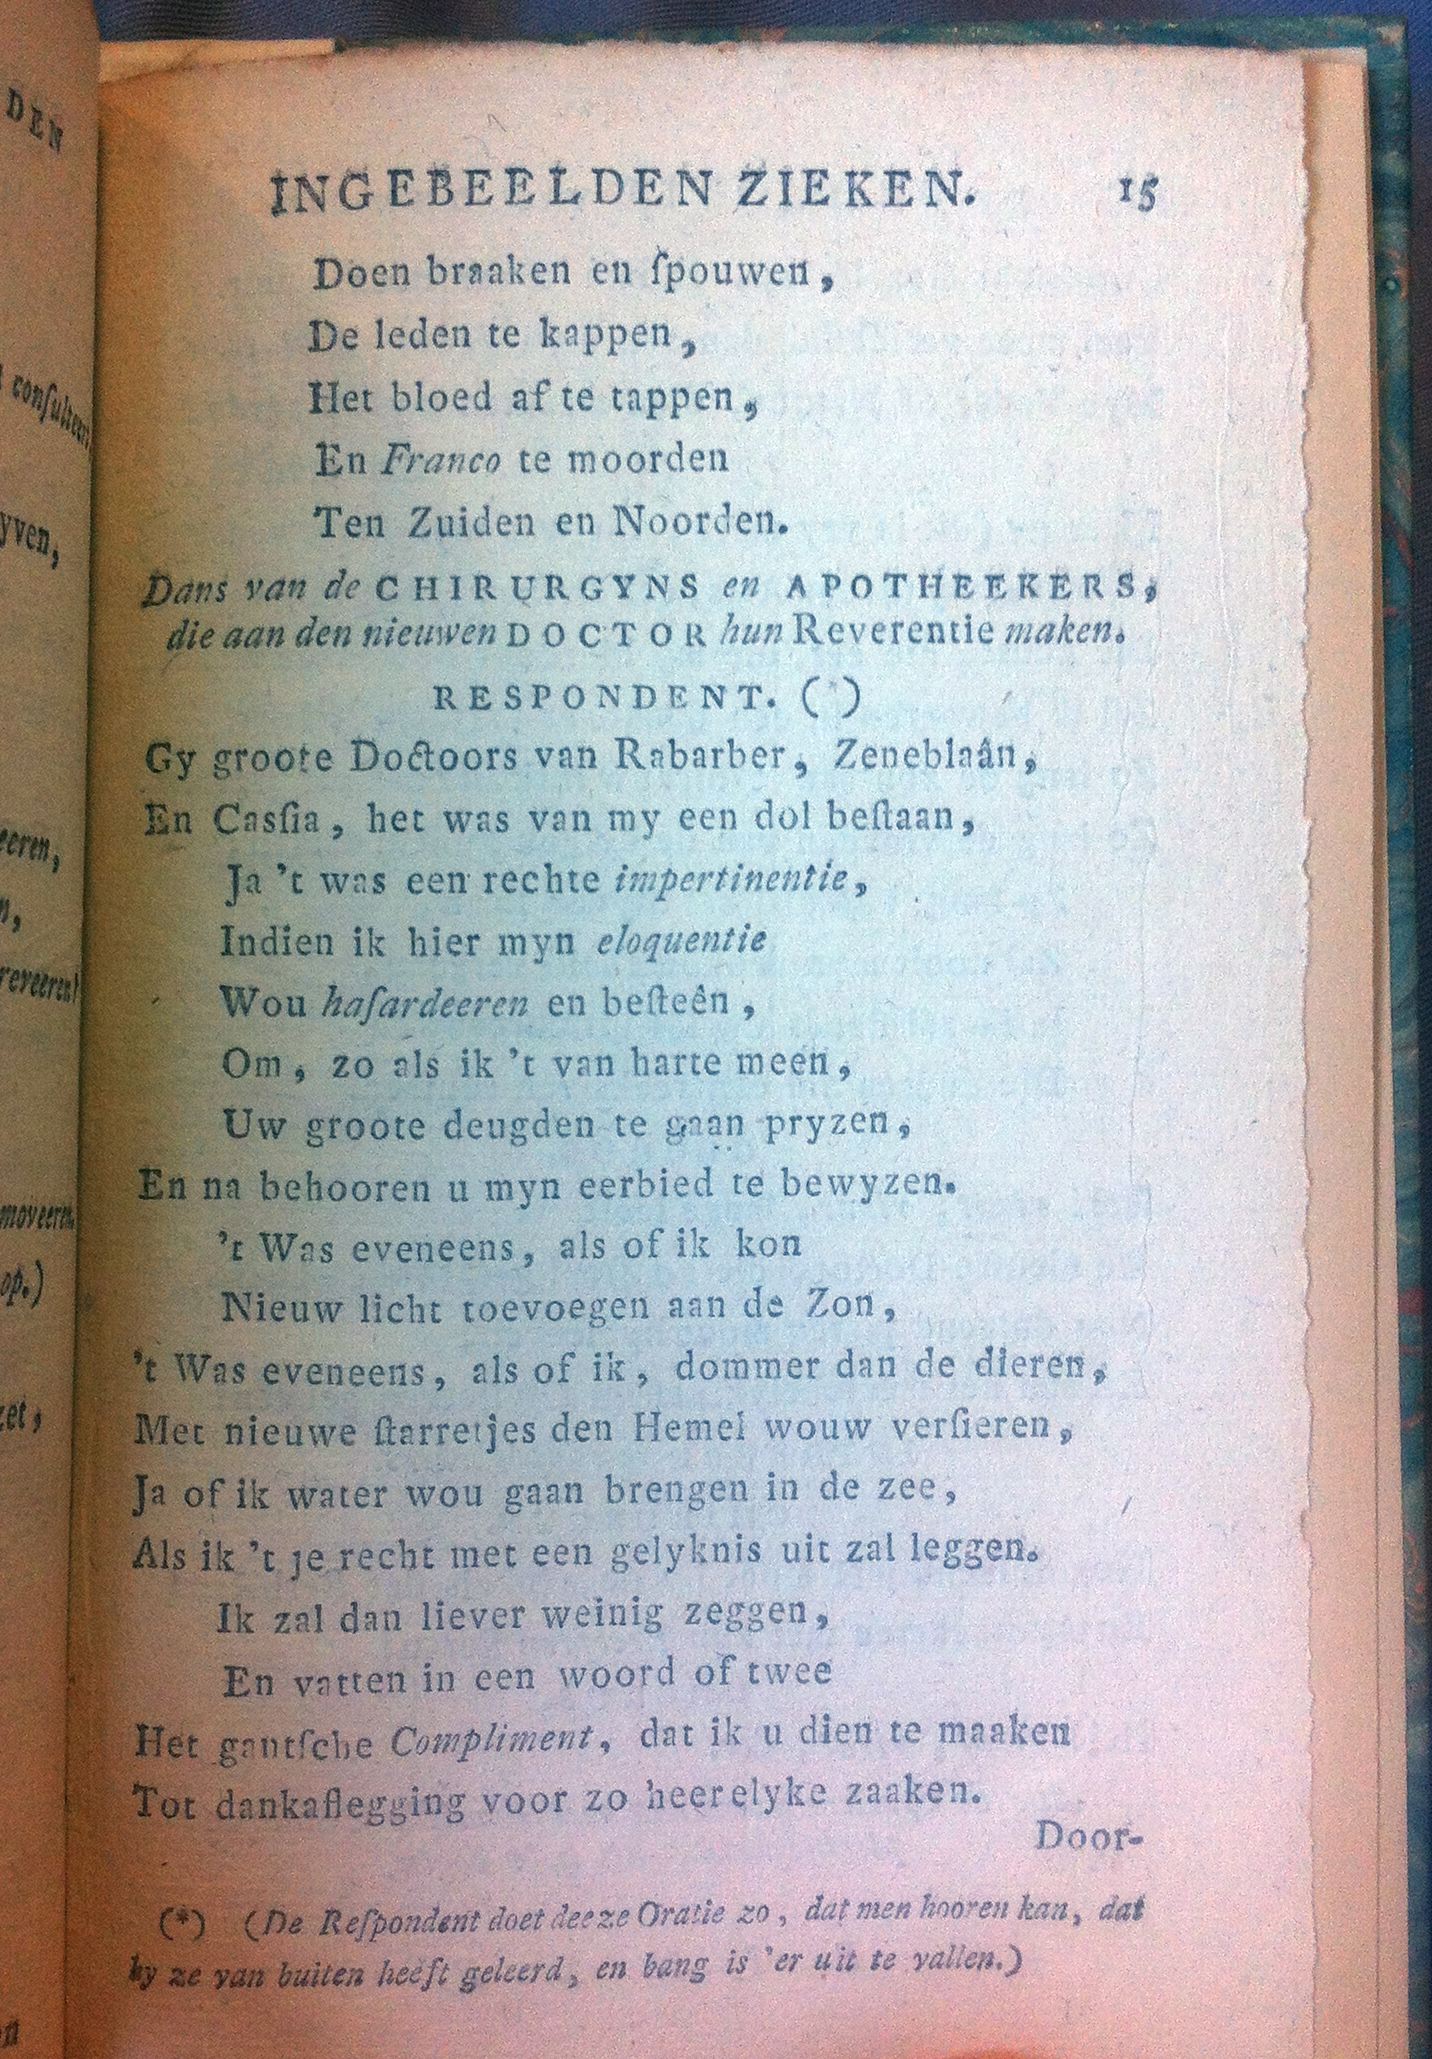 DEN
consulteert
yven,
eeren,
n,
reveeren!
moveeren.
op.)
zet,
INGEBEELDEN ZIEKEN. 15
Doen braaken en ſpouwen,
De leden te kappen,
Het bloed af te tappen,
En Franco te moorden
Ten Zuiden en Noorden.
Dans van de CHIRURGYNS en APOTHEEKERS,
die aan den nieuwen DOCTOR hun Reverentie maken.
RESPONDENT. (*)
Gy groote Doctoors van Rabarber, Zeneblaân,
En Casſia, het was van my een dol beſtaan,
Ja 't was een rechte impertinentie,
Indien ik hier myn eloquentie
Wou haſardeeren en beſteên,
Om, zo als ik 't van harte meen,
Uw groote deugden te gaan pryzen,
En na behooren u myn eerbied te bewyzen.
't Was eveneens, als of ik kon
Nieuw licht toevoegen aan de Zon,
't Was eveneens, als of ik, dommer dan de dieren,
Met nieuwe ſtarretjes den Hemel wouw verſieren,
Ja of ik water wou gaan brengen in de zee,
Als ik 't je recht met een gelyknis uit zal leggen.
Ik zal dan liever weinig zeggen,
En vatten in een woord of twee
Het gantſche Compliment, dat ik u dien te maaken
Tot dankaflegging voor zo heerelyke zaaken.
Door-
(*) (De Reſpondent doet deeze Oratie zo, dat men hooren kan, dat
hy ze van buiten heeft geleerd, en bang is 'er uit te vallen.)